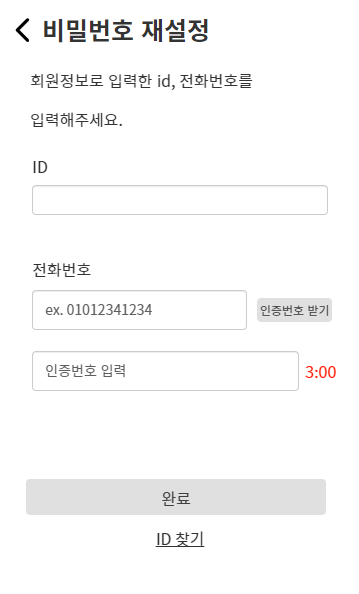 비밀번호 재설정
회원정보로 입력한 id, 전화번호를
입력해주세요.
ID
전화번호
ex. 01012341234
인증번호 받기
인증번호 입력
3:00
완료
ID 찾기